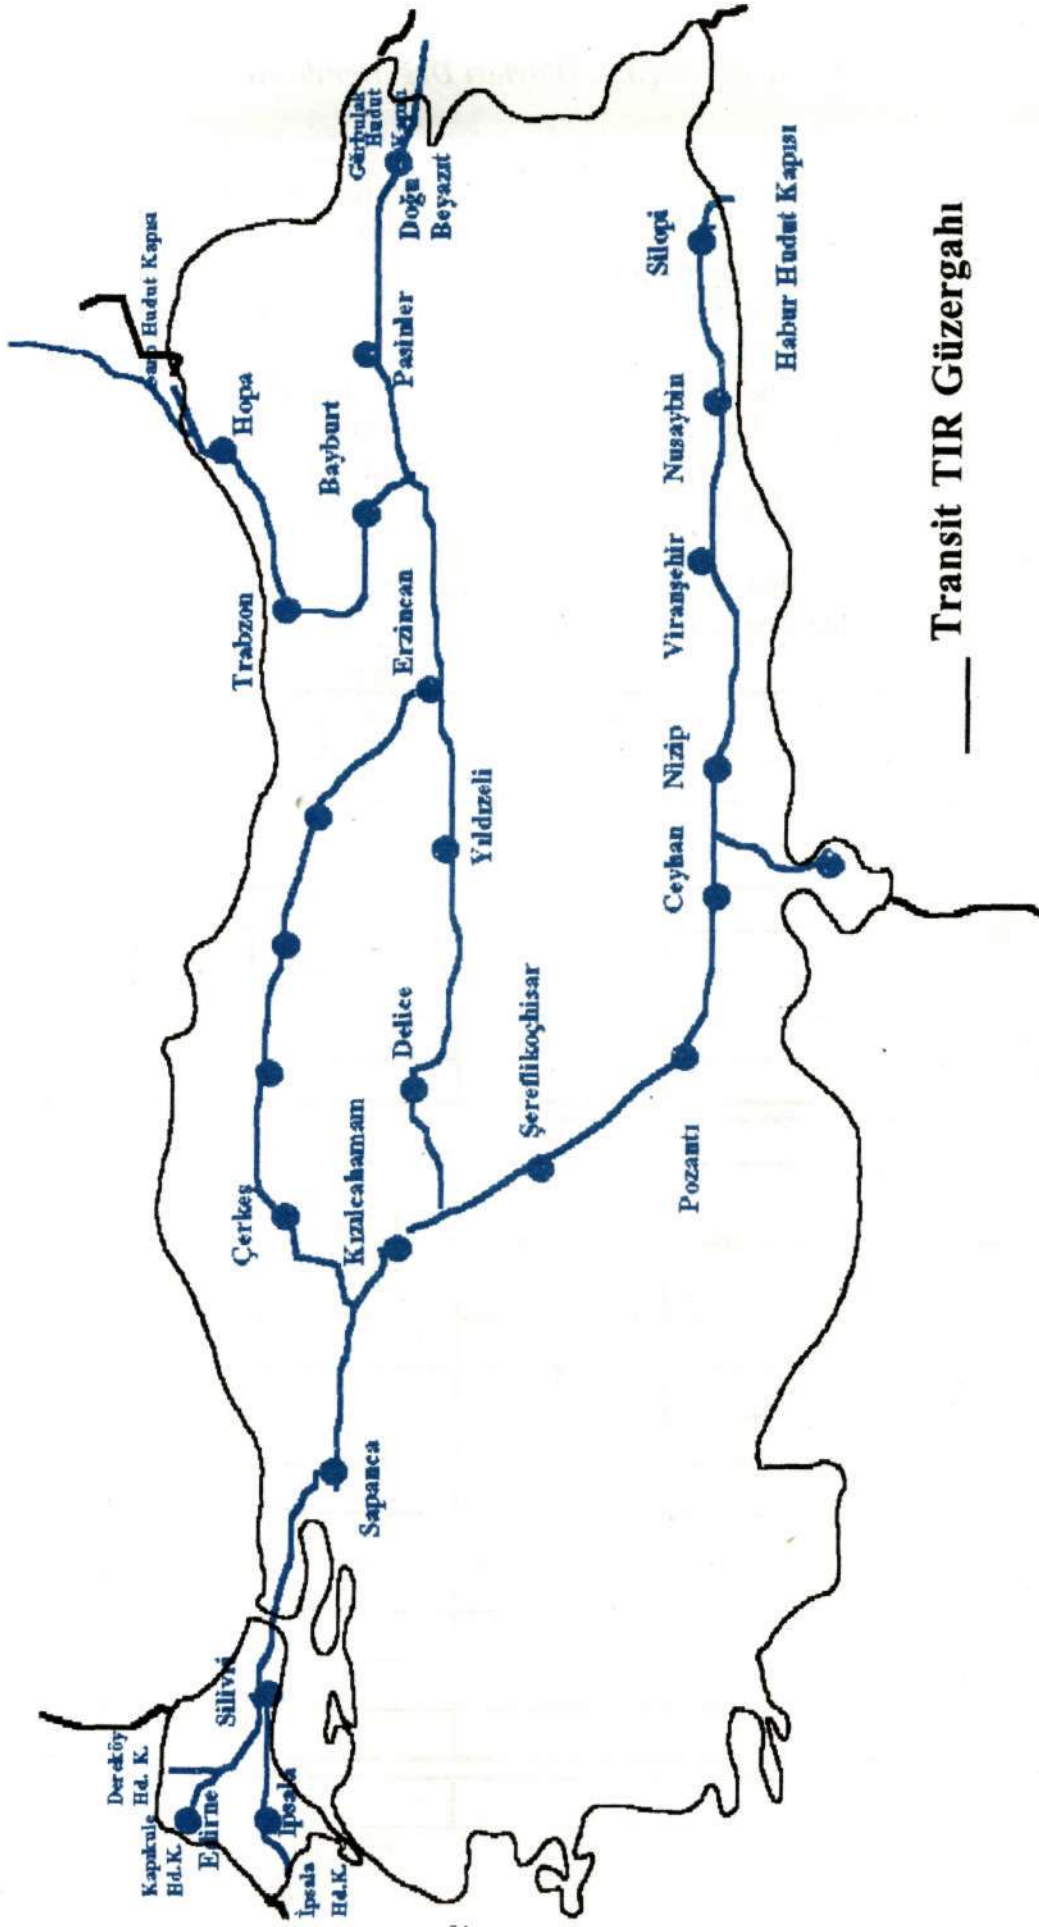 Kapıkule
Hd.K.
Dereköy
Hd. K.
Edirne
İpsala
Hd.K.
İpsala
Silivri
Sapanca
Çerkeş
Kızılcahamam
Delice
Şereflikoçhisar
Pozantı
Yıldızeli
Ceyhan
Nizip
Viranşehir
Nusaybin
Silopi
Habur Hudut Kapısı
Erzincan
Trabzon
Bayburt
Hopa
Sarp Hudut Kapısı
Pasinler
Doğu
Beyazıt
Gürbulak
Hudut
Kapısı
Transit TIR Güzergahı